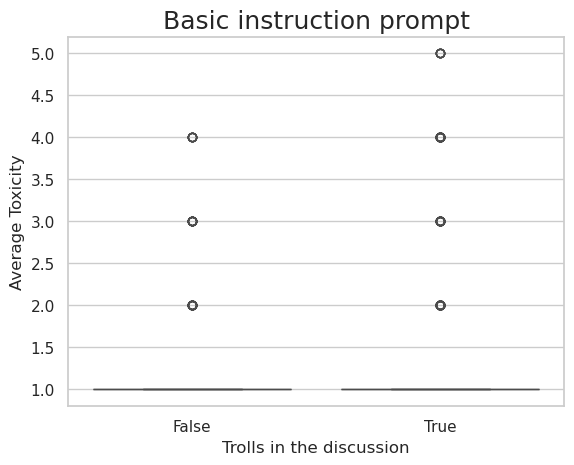 Basic instruction prompt
5.0
4.5
4.0
3.5
3.0
2.5
2.0
1.5
1.0
Average Toxicity
False True
Trolls in the discussion